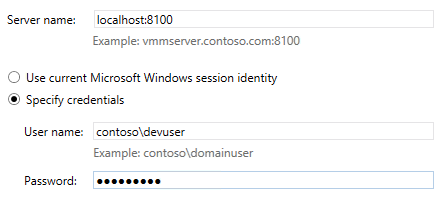 Server name: localhost:8100
Example: vmmserver.contoso.com:8100
Use current Microsoft Windows session identity
Specify credentials
User name: contoso\devuser
Example: contoso\domainuser
Password: ●●●●●●●●●